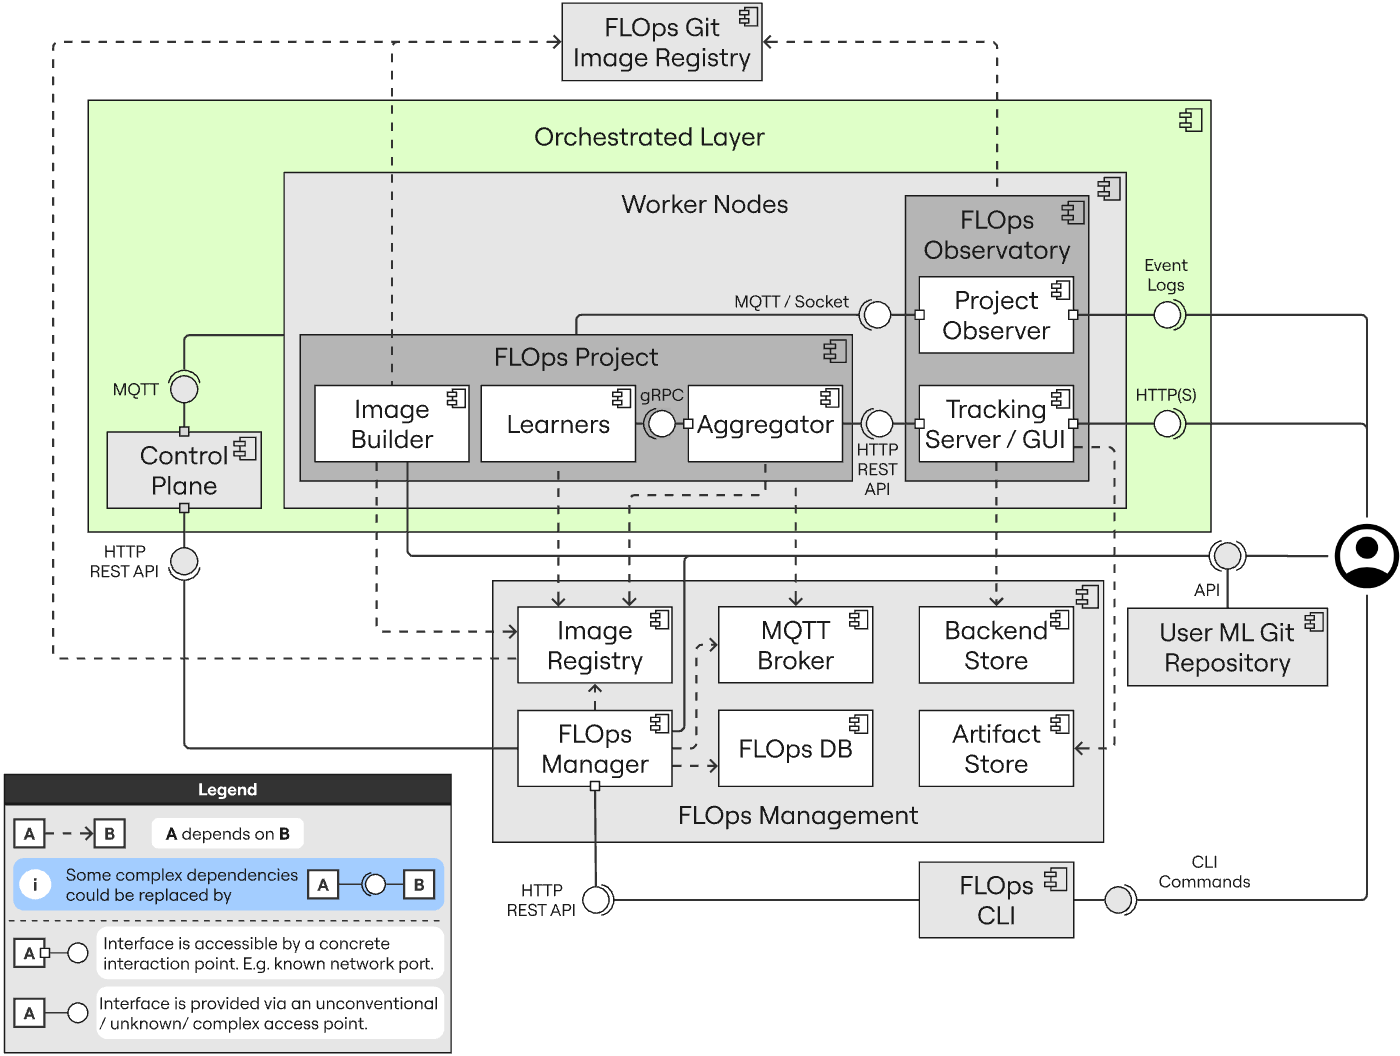 FLOps Git
Image Registry
Orchestrated Layer
Worker Nodes
FLOps
Observatory
Event
Logs
MQTT / Socket
Project
Observer
FLOps Project
MQTT
Image
Builder
Learners
gRPC
Aggregator
HTTP
REST
API
Tracking
Server / GUI
HTTP(S)
Control
Plane
HTTP
REST API
API
Image
Registry
MQTT
Broker
Backend
Store
User ML Git
Repository
FLOps
Manager
FLOps DB
Artifact
Store
FLOps Management
HTTP
REST API
FLOps
CLI
CLI
Commands
Legend
A
B
A depends on B
i
Some complex dependencies
could be replaced by
A
B
A
Interface is accessible by a concrete
interaction point. E.g. known network port.
A
Interface is provided via an unconventional
/ unknown/ complex access point.